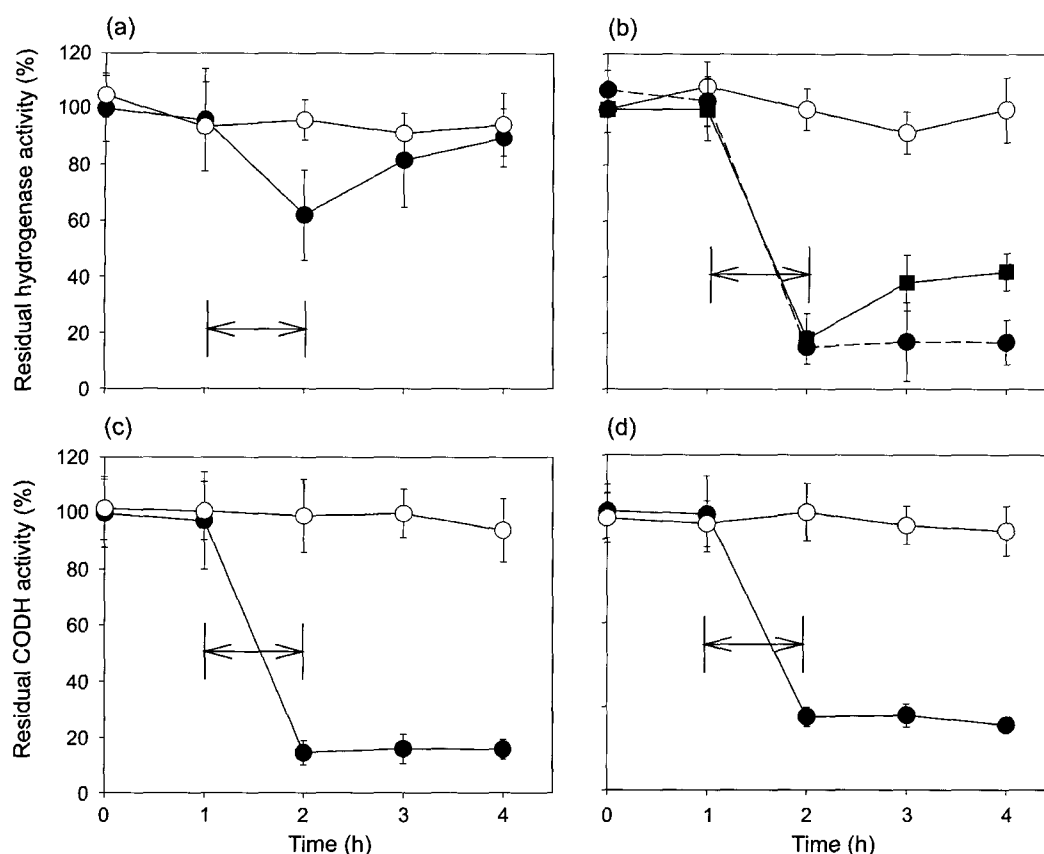 (a)
(b)
Residual hydrogenase activity (%)
120
100
80
60
40
20
0
(c)
(d)
Residual CODH activity (%)
120
100
80
60
40
20
0
0 1 2 3 4
0 1 2 3 4
Time (h)
Time (h)